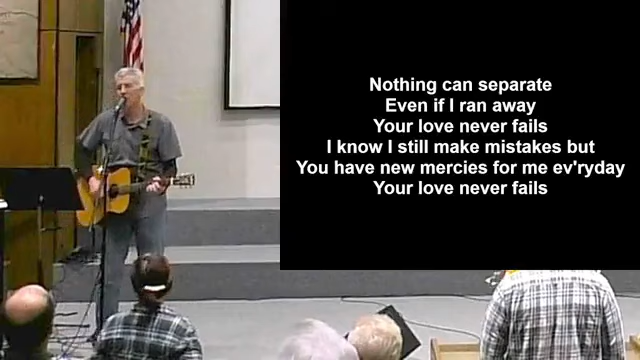 Nothing can separate
Even if I ran away
Your love never fails
I know I still make mistakes but
You have new mercies for me ev'ryday
Your love never fails